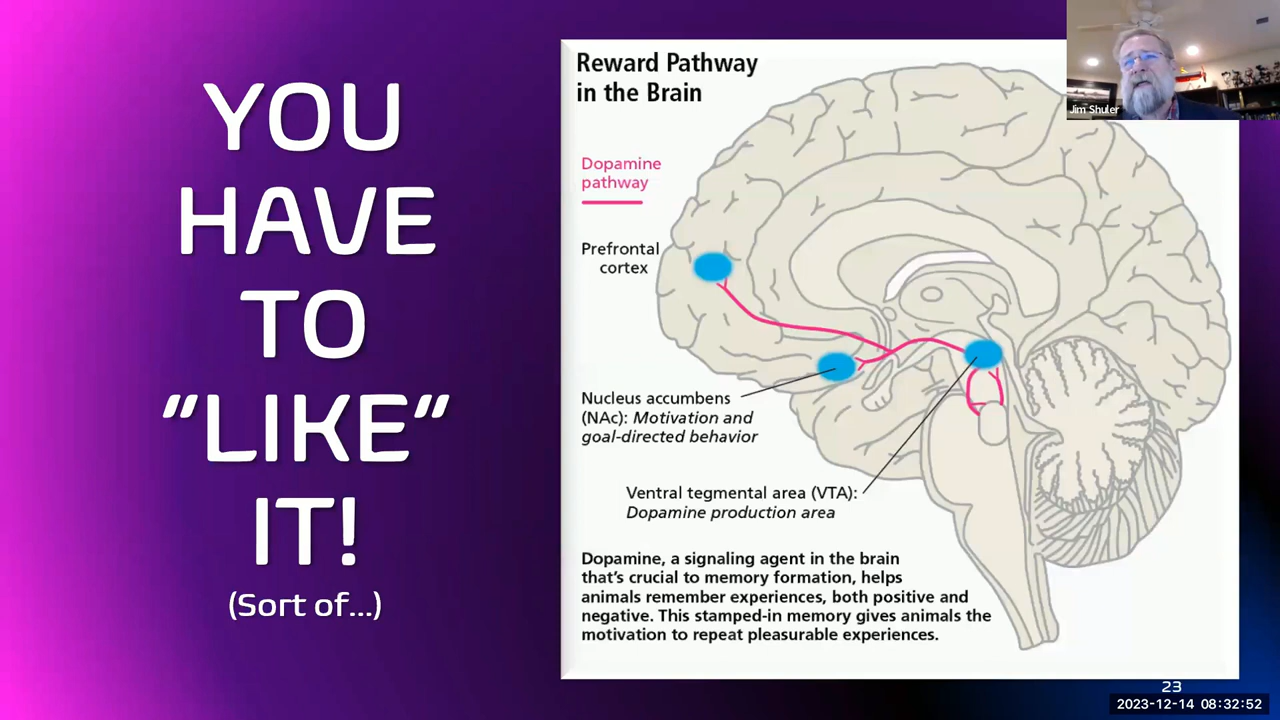 YOU
HAVE
TO
"LIKE"
IT!
(Sort of...)
Reward Pathway
in the Brain
Dopamine
pathway
Prefrontal
cortex
Nucleus accumbens
(NAc): Motivation and
goal-directed behavior
Ventral tegmental area (VTA):
Dopamine production area
Dopamine, a signaling agent in the brain
that's crucial to memory formation, helps
animals remember experiences, both positive and
negative. This stamped-in memory gives animals the
motivation to repeat pleasurable experiences.
Jim Shuler
23
2023-12-14 08:32:52